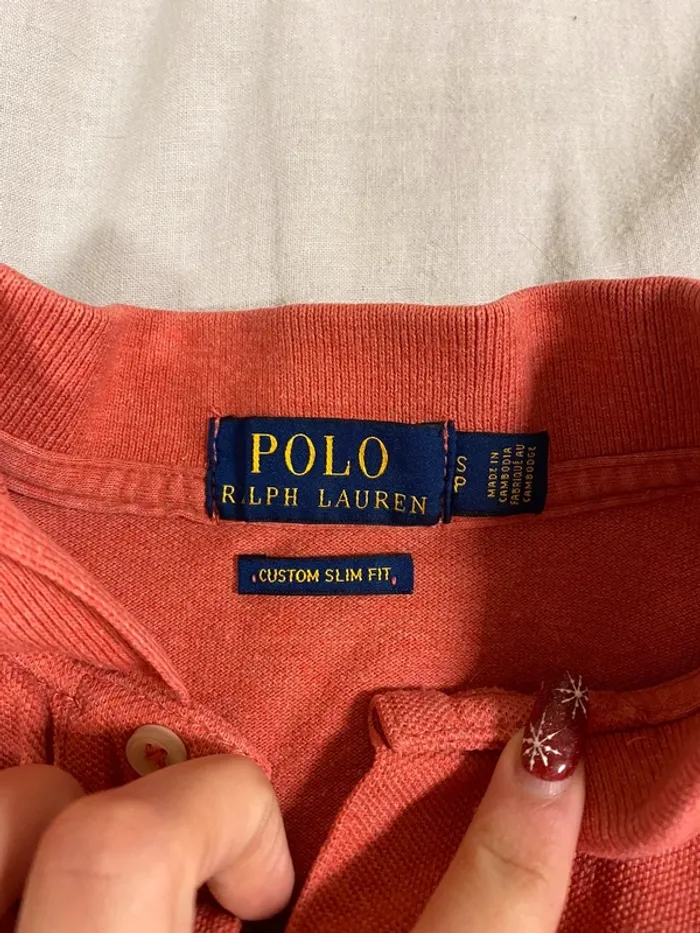 POLO
RALPH LAUREN
S
P
MADE IN
CAMBODIA
FABRIQUÉ AU
CAMBODGE
CUSTOM SLIM FIT